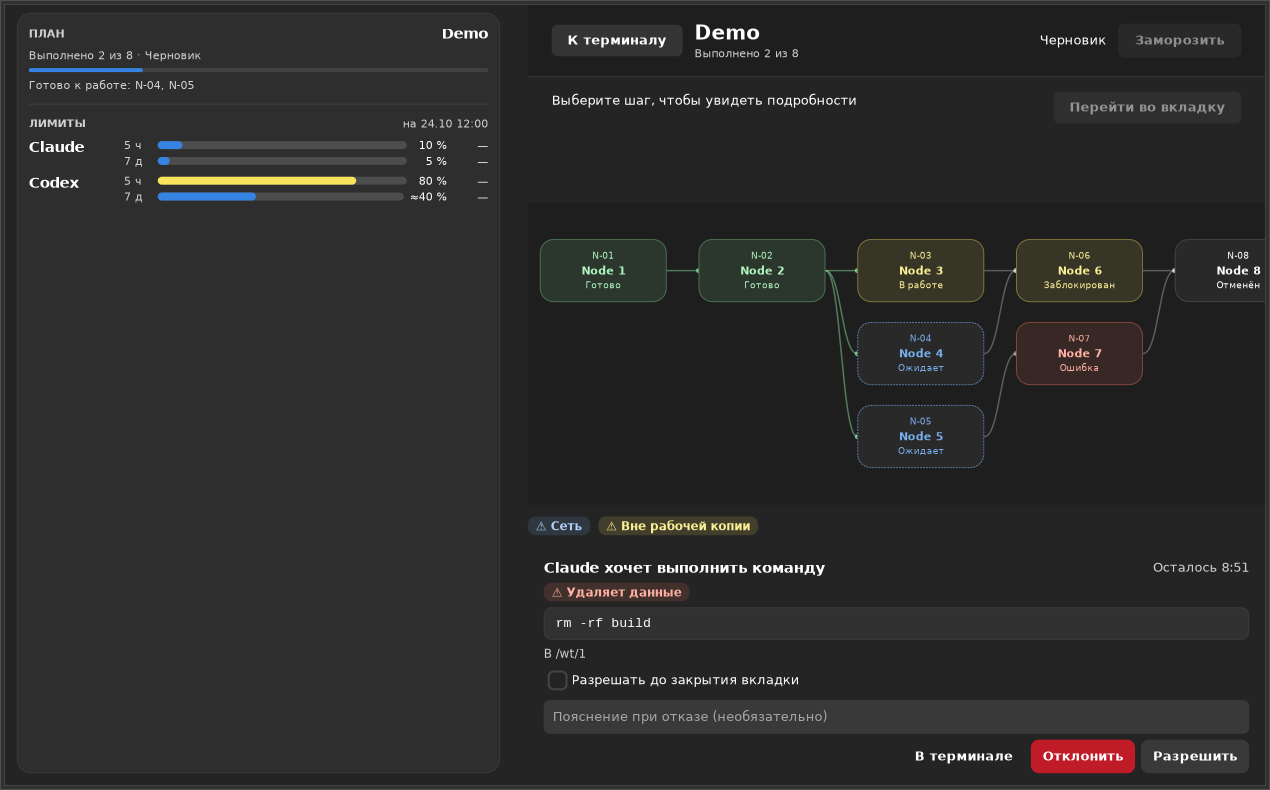 ПЛАН
Demo
Выполнено 2 из 8 · Черновик
Готово к работе: N-04, N-05
ЛИМИТЫ
на 24.10 12:00
Claude
5 ч
10 %
—
7 д
5 %
—
Codex
5 ч
80 %
—
7 д
≈40 %
—
К терминалу
Demo
Выполнено 2 из 8
Черновик
Заморозить
Выберите шаг, чтобы увидеть подробности
Перейти во вкладку
N-01
Node 1
Готово
N-02
Node 2
Готово
N-03
Node 3
В работе
N-06
Node 6
Заблокирован
N-08
Node 8
Отменён
N-04
Node 4
Ожидает
N-07
Node 7
Ошибка
N-05
Node 5
Ожидает
⚠ Сеть
⚠ Вне рабочей копии
Claude хочет выполнить команду
Осталось 8:51
⚠ Удаляет данные
rm -rf build
В /wt/1
Разрешать до закрытия вкладки
Пояснение при отказе (необязательно)
В терминале
Отклонить
Разрешить